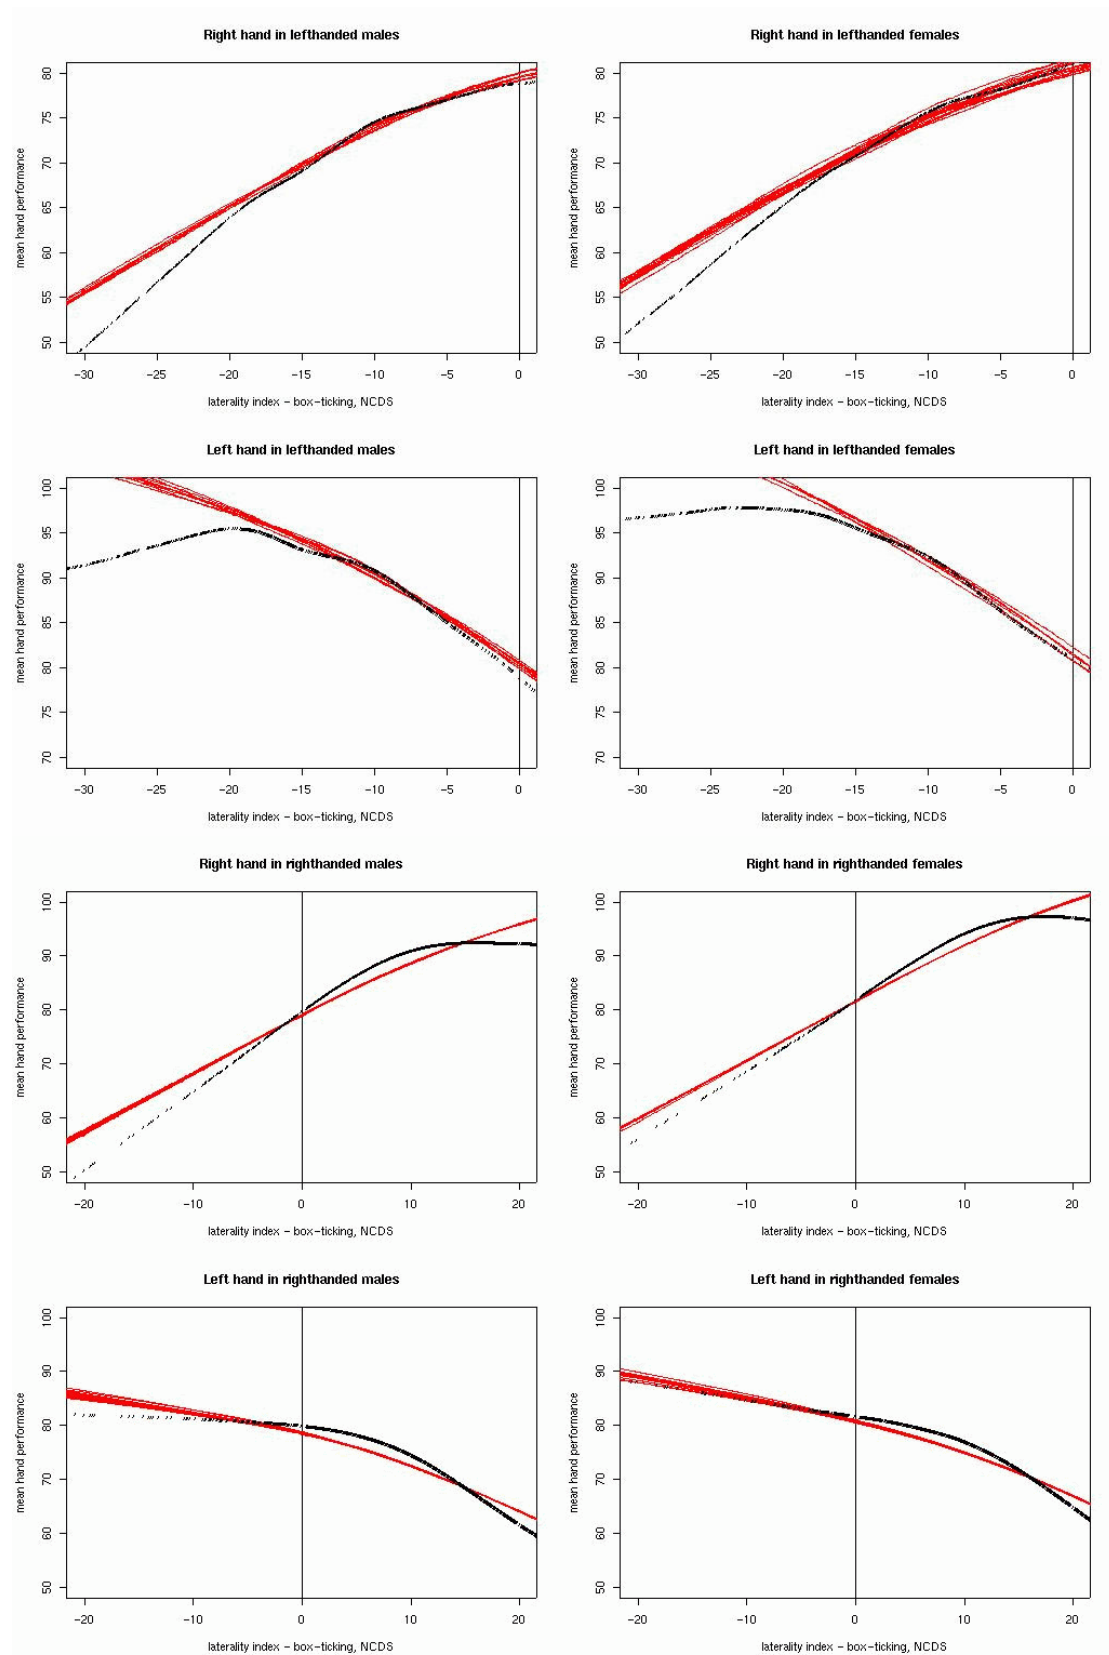 Right hand in lefthanded males
Right hand in lefthanded females
mean hand performance
50 55 60 65 70 75 80
−30 −25 −20 −15 −10 −5 0
laterality index − box−ticking, NCDS
mean hand performance
50 55 60 65 70 75 80
−30 −25 −20 −15 −10 −5 0
laterality index − box−ticking, NCDS
Left hand in lefthanded males
Left hand in lefthanded females
mean hand performance
70 75 80 85 90 95 100
−30 −25 −20 −15 −10 −5 0
laterality index − box−ticking, NCDS
mean hand performance
70 75 80 85 90 95 100
−30 −25 −20 −15 −10 −5 0
laterality index − box−ticking, NCDS
Right hand in righthanded males
Right hand in righthanded females
mean hand performance
50 60 70 80 90 100
−20 −10 0 10 20
laterality index − box−ticking, NCDS
mean hand performance
50 60 70 80 90 100
−20 −10 0 10 20
laterality index − box−ticking, NCDS
Left hand in righthanded males
Left hand in righthanded females
mean hand performance
50 60 70 80 90 100
−20 −10 0 10 20
laterality index − box−ticking, NCDS
mean hand performance
50 60 70 80 90 100
−20 −10 0 10 20
laterality index − box−ticking, NCDS